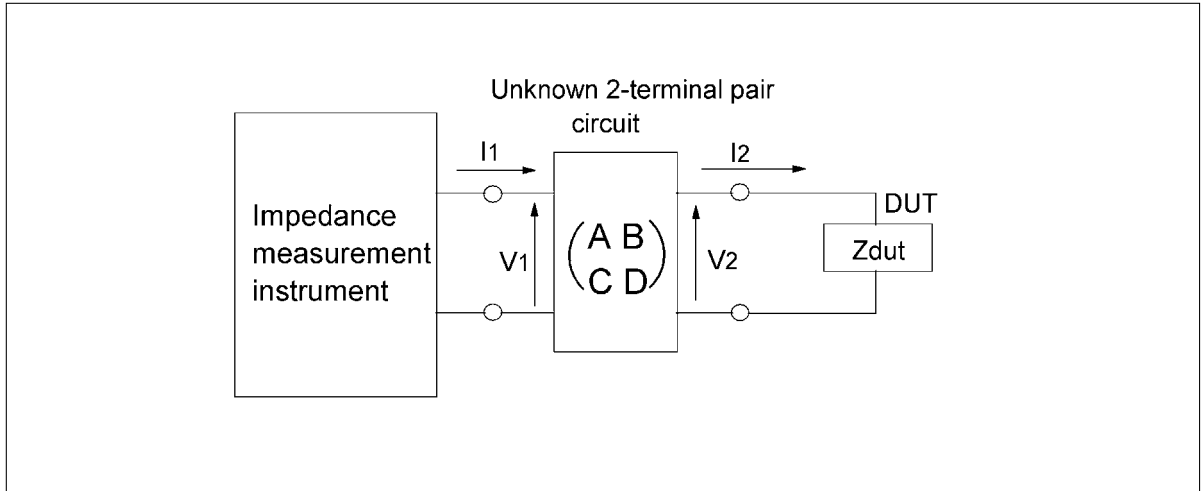 Unknown 2-terminal pair
circuit
I1
I2
Impedance
measurement
instrument
V1
(A B
C D)
V2
DUT
Zdut